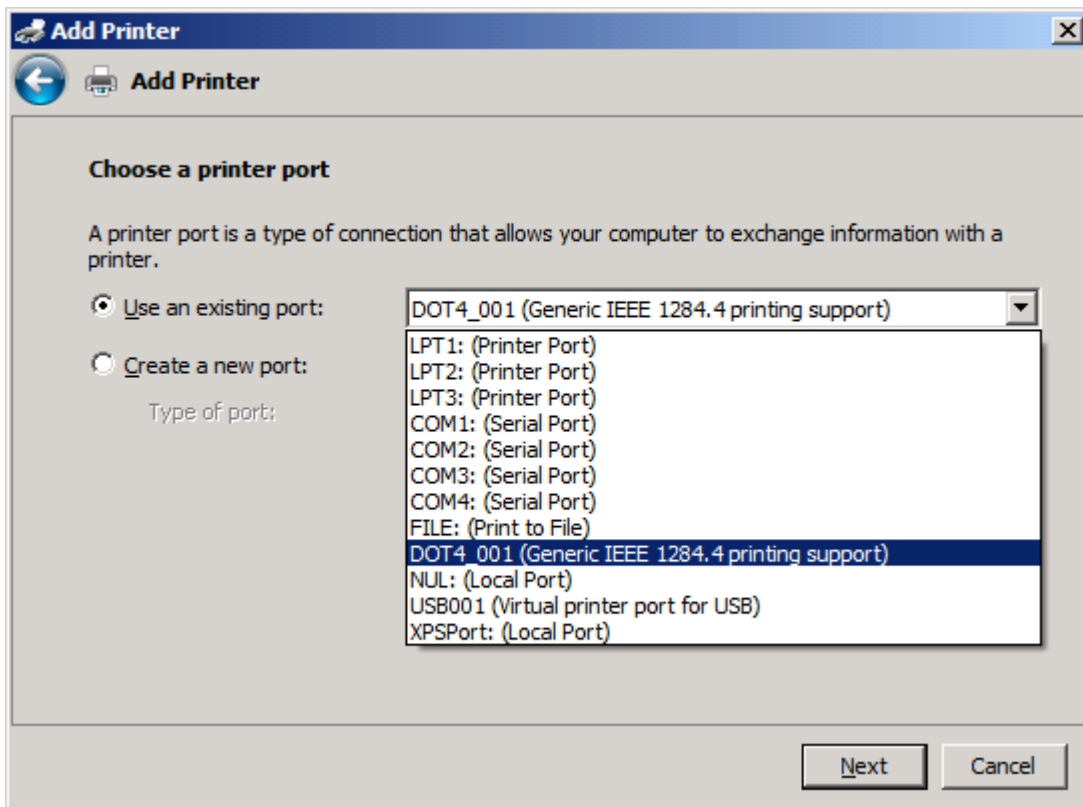 Add Printer
Add Printer
Choose a printer port
A printer port is a type of connection that allows your computer to exchange information with a
printer.
Use an existing port:
DOT4_001 (Generic IEEE 1284.4 printing support)
LPT1: (Printer Port)
LPT2: (Printer Port)
LPT3: (Printer Port)
COM1: (Serial Port)
COM2: (Serial Port)
COM3: (Serial Port)
COM4: (Serial Port)
FILE: (Print to File)
DOT4_001 (Generic IEEE 1284.4 printing support)
NUL: (Local Port)
USB001 (Virtual printer port for USB)
XPSPort: (Local Port)
Create a new port:
Type of port:
Next
Cancel